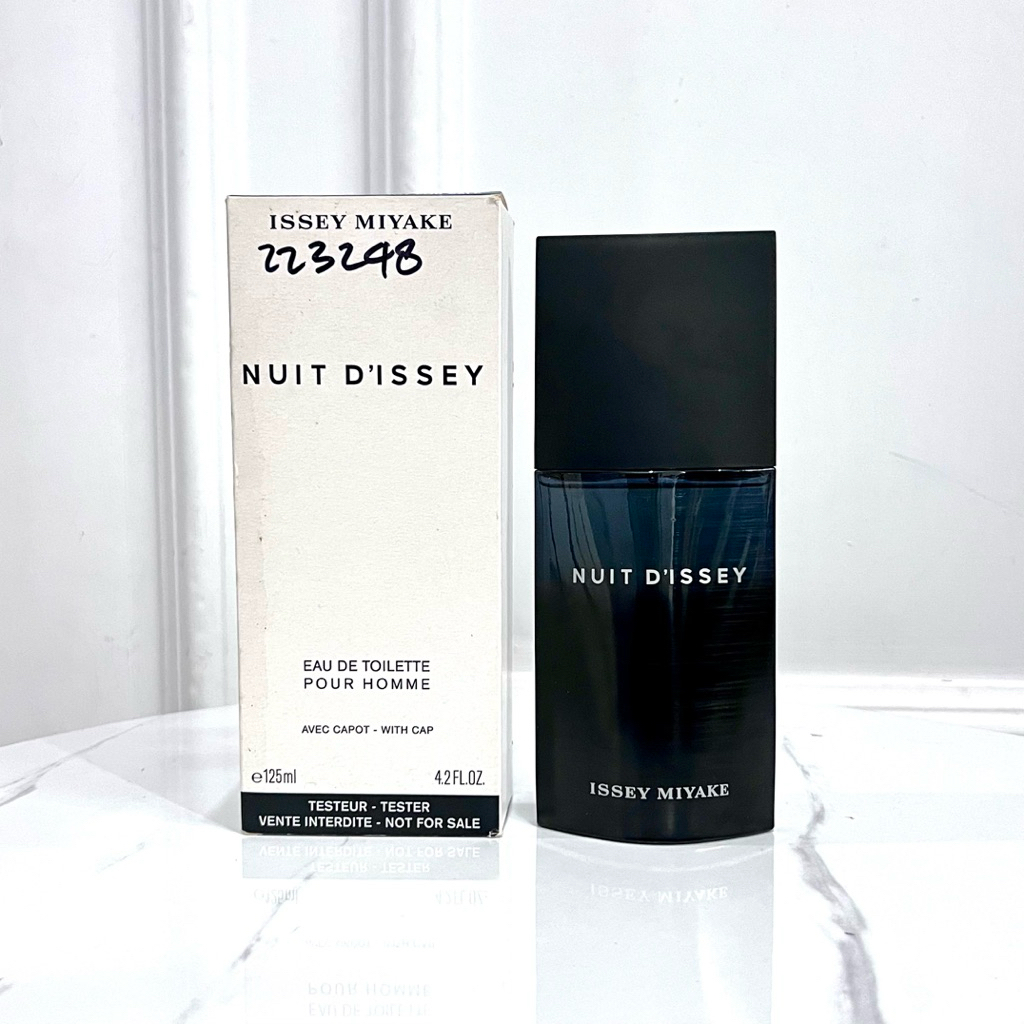 ISSEY MIYAKE
223248
NUIT D'ISSEY
EAU DE TOILETTE
POUR HOMME
AVEC CAPOT - WITH CAP
℮125ml 4.2 FL.OZ.
TESTEUR - TESTER
VENTE INTERDITE - NOT FOR SALE
NUIT D'ISSEY
ISSEY MIYAKE